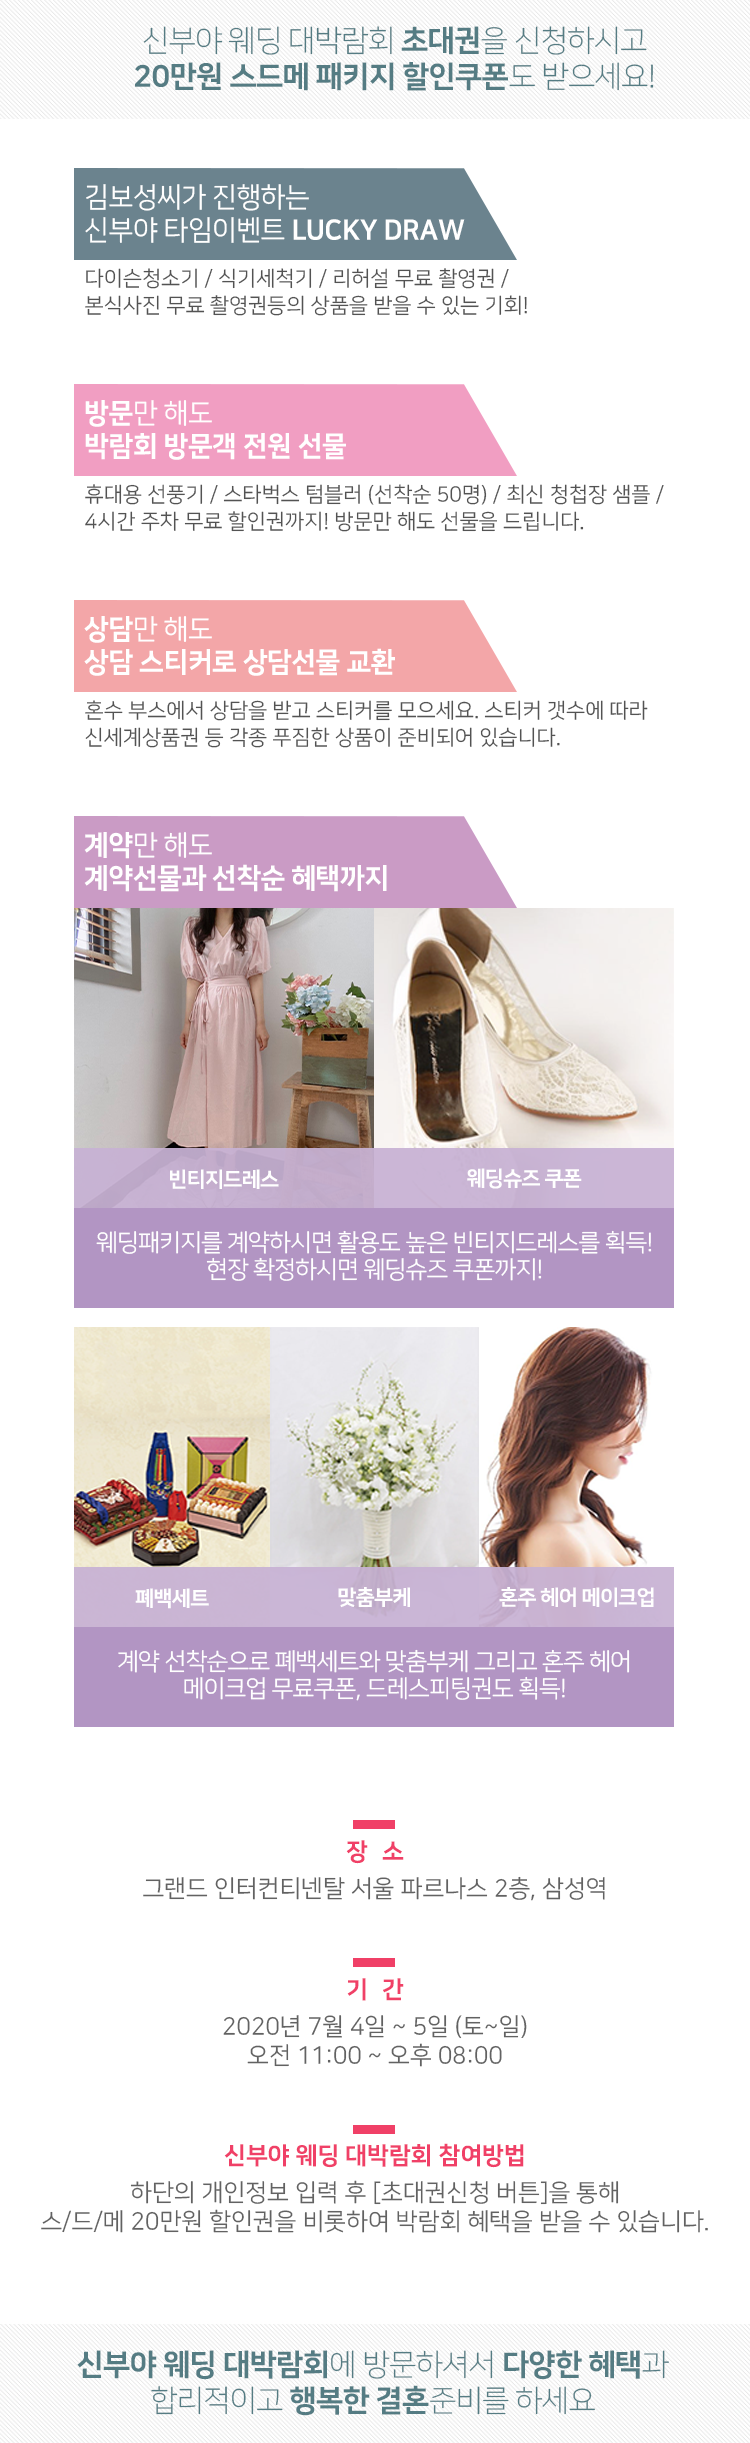 신부야 웨딩 대박람회 초대권을 신청하시고
20만원 스드메 패키지 할인쿠폰도 받으세요!
김보성씨가 진행하는
신부야 타임이벤트 LUCKY DRAW
다이슨청소기 / 식기세척기 / 리허설 무료 촬영권 /
본식사진 무료 촬영권등의 상품을 받을 수 있는 기회!
방문만 해도
박람회 방문객 전원 선물
휴대용 선풍기 / 스타벅스 텀블러 (선착순 50명) / 최신 청첩장 샘플 /
4시간 주차 무료 할인권까지! 방문만 해도 선물을 드립니다.
상담만 해도
상담 스티커로 상담선물 교환
혼수 부스에서 상담을 받고 스티커를 모으세요. 스티커 갯수에 따라
신세계상품권 등 각종 푸짐한 상품이 준비되어 있습니다.
계약만 해도
계약선물과 선착순 혜택까지
빈티지드레스
웨딩슈즈 쿠폰
웨딩패키지를 계약하시면 활용도 높은 빈티지드레스를 획득!
현장 확정하시면 웨딩슈즈 쿠폰까지!
폐백세트
맞춤부케
혼주 헤어 메이크업
계약 선착순으로 폐백세트와 맞춤부케 그리고 혼주 헤어
메이크업 무료쿠폰, 드레스피팅권도 획득!
장 소
그랜드 인터컨티넨탈 서울 파르나스 2층, 삼성역
기 간
2020년 7월 4일 ~ 5일 (토~일)
오전 11:00 ~ 오후 08:00
신부야 웨딩 대박람회 참여방법
하단의 개인정보 입력 후 [초대권신청 버튼]을 통해
스/드/메 20만원 할인권을 비롯하여 박람회 혜택을 받을 수 있습니다.
신부야 웨딩 대박람회에 방문하셔서 다양한 혜택과
합리적이고 행복한 결혼준비를 하세요